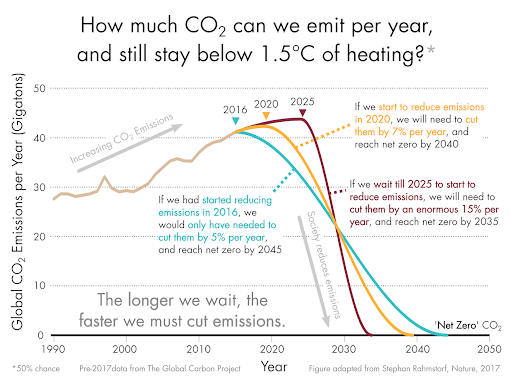 How much CO₂ can we emit per year,
and still stay below 1.5°C of heating?*
Global CO₂ Emissions per Year (Gigatons)
50
40
30
20
10
0
Increasing CO₂ Emissions
2016
2020
2025
If we start to reduce emissions
in 2020, we will need to cut
them by 7% per year, and
reach net zero by 2040
If we wait till 2025 to start to
reduce emissions, we will need to
cut them by an enormous 15% per
year, and reach net zero by 2035
If we had started reducing
emissions in 2016, we
would only have needed to
cut them by 5% per year,
and reach net zero by 2045
Society reduces emissions
The longer we wait, the
faster we must cut emissions.
'Net Zero' CO₂
1990
2000
2010
2020
2030
2040
2050
Year
*50% chance
Pre-2017data from The Global Carbon Project
Figure adapted from Stephan Rahmstorf, Nature, 2017